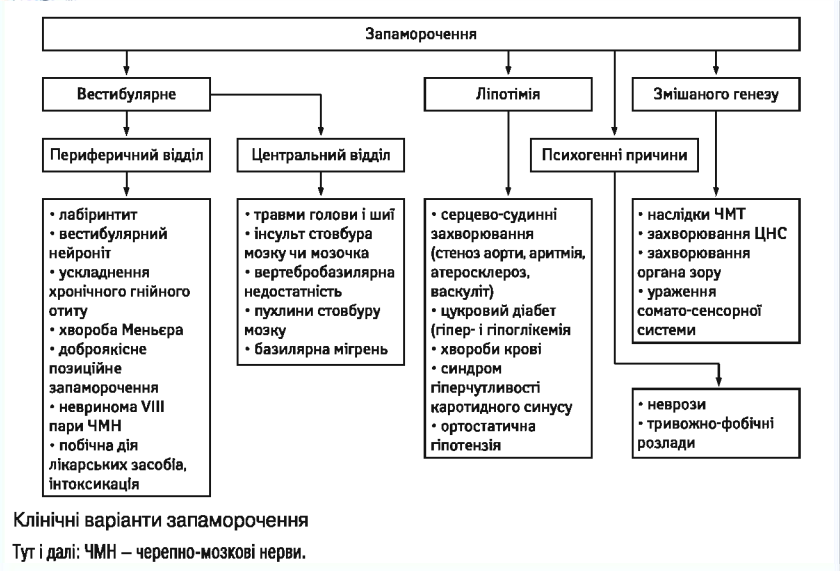 Запаморочення
Вестибулярне
Ліпотімія
Змішаного генезу
Периферичний відділ
Центральний відділ
Психогенні причини
• лабіринтит
• вестибулярний
нейроніт
• ускладнення
хронічного гнійного
отиту
• хвороба Меньєра
• доброякісне
позиційне
запаморочення
• невринома VIII
пари ЧМН
• побічна дія
лікарських засобів,
інтоксикація
• травми голови і шиї
• інсульт стовбура
мозку чи мозочка
• вертебробазилярна
недостатність
• пухлини стовбуру
мозку
• базилярна мігрень
• серцево-судинні
захворювання
(стеноз аорти, аритмія,
атеросклероз,
васкуліт)
• цукровий діабет
(гіпер- і гіпоглікемія
• хвороби крові
• синдром
гіперчутливості
каротидного синусу
• ортостатична
гіпотензія
• наслідки ЧМТ
• захворювання ЦНС
• захворювання
органа зору
• ураження
сомато-сенсорної
системи
• неврози
• тривожно-фобічні
розлади
Клінічні варіанти запаморочення
Тут і далі: ЧМН – черепно-мозкові нерви.